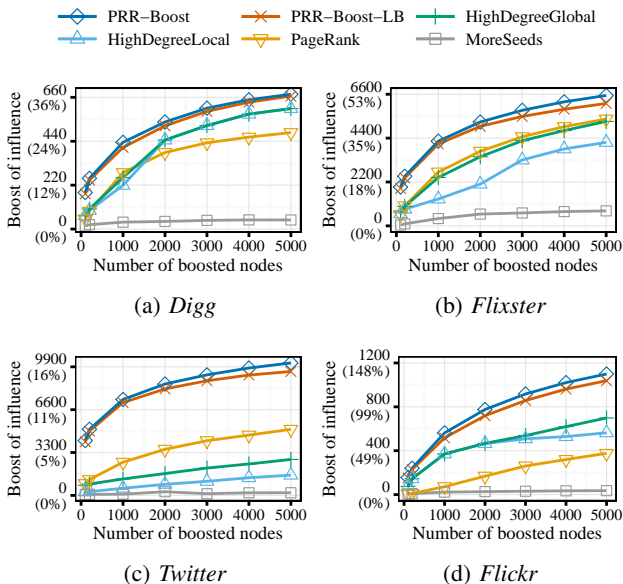 PRR−Boost PRR−Boost−LB HighDegreeGlobal
HighDegreeLocal PageRank MoreSeeds
Boost of influence
660
(36%)
440
(24%)
220
(12%)
0
(0%)
0 1000 2000 3000 4000 5000
Number of boosted nodes
(a) Digg
Boost of influence
6600
(53%)
4400
(35%)
2200
(18%)
0
(0%)
0 1000 2000 3000 4000 5000
Number of boosted nodes
(b) Flixster
Boost of influence
9900
(16%)
6600
(11%)
3300
(5%)
0
(0%)
0 1000 2000 3000 4000 5000
Number of boosted nodes
(c) Twitter
Boost of influence
1200
(148%)
800
(99%)
400
(49%)
0
(0%)
0 1000 2000 3000 4000 5000
Number of boosted nodes
(d) Flickr